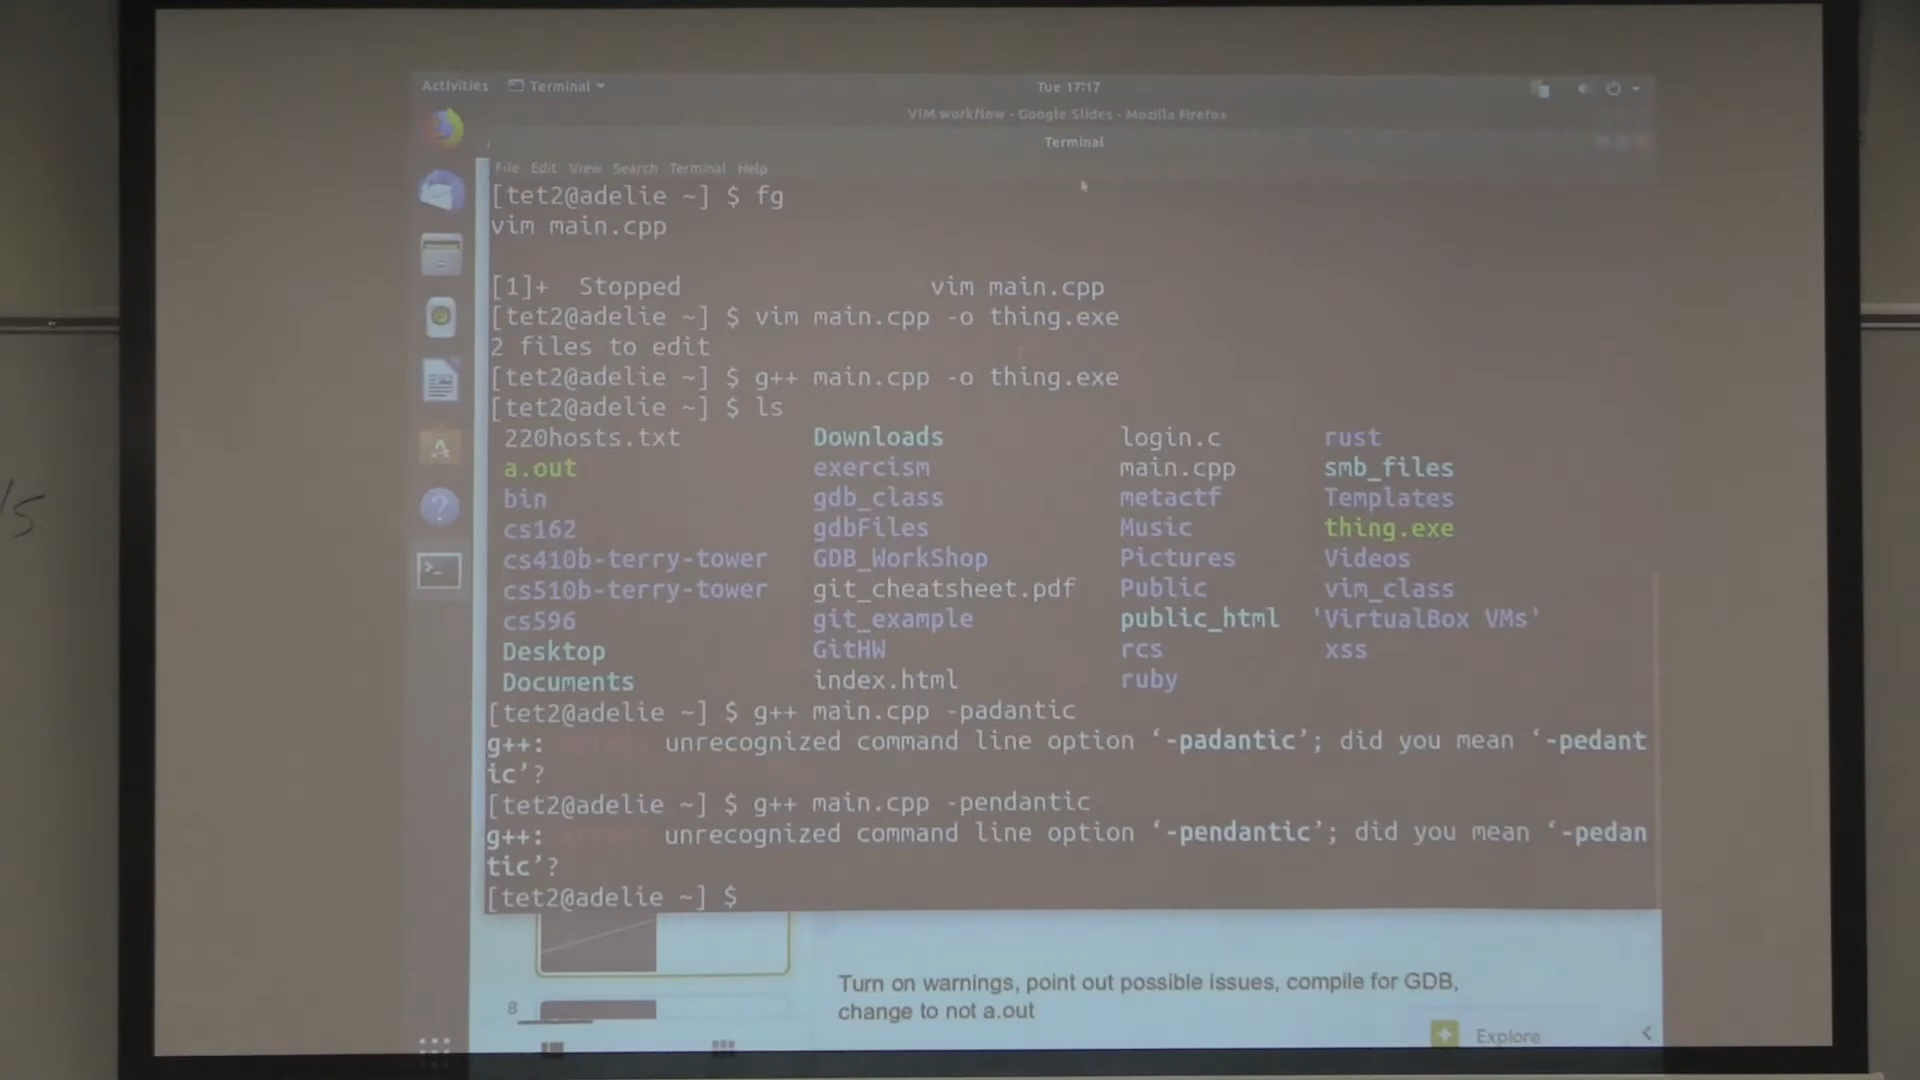 Activities Terminal Tue 17:17
VIM workflow - Google Slides - Mozilla Firefox
Terminal
File Edit View Search Terminal Help
[tet2@adelie ~] $ fg
vim main.cpp
[1]+ Stopped vim main.cpp
[tet2@adelie ~] $ vim main.cpp -o thing.exe
2 files to edit
[tet2@adelie ~] $ g++ main.cpp -o thing.exe
[tet2@adelie ~] $ ls
220hosts.txt Downloads login.c rust
a.out exercism main.cpp smb_files
bin gdb_class metactf Templates
cs162 gdbFiles Music thing.exe
cs410b-terry-tower GDB_WorkShop Pictures Videos
cs510b-terry-tower git_cheatsheet.pdf Public vim_class
cs596 git_example public_html 'VirtualBox VMs'
Desktop GitHW rcs xss
Documents index.html ruby
[tet2@adelie ~] $ g++ main.cpp -padantic
g++: error: unrecognized command line option ‘-padantic’; did you mean ‘-pedant
ic’?
[tet2@adelie ~] $ g++ main.cpp -pendantic
g++: error: unrecognized command line option ‘-pendantic’; did you mean ‘-pedan
tic’?
[tet2@adelie ~] $
Turn on warnings, point out possible issues, compile for GDB,
change to not a.out
8
Explore